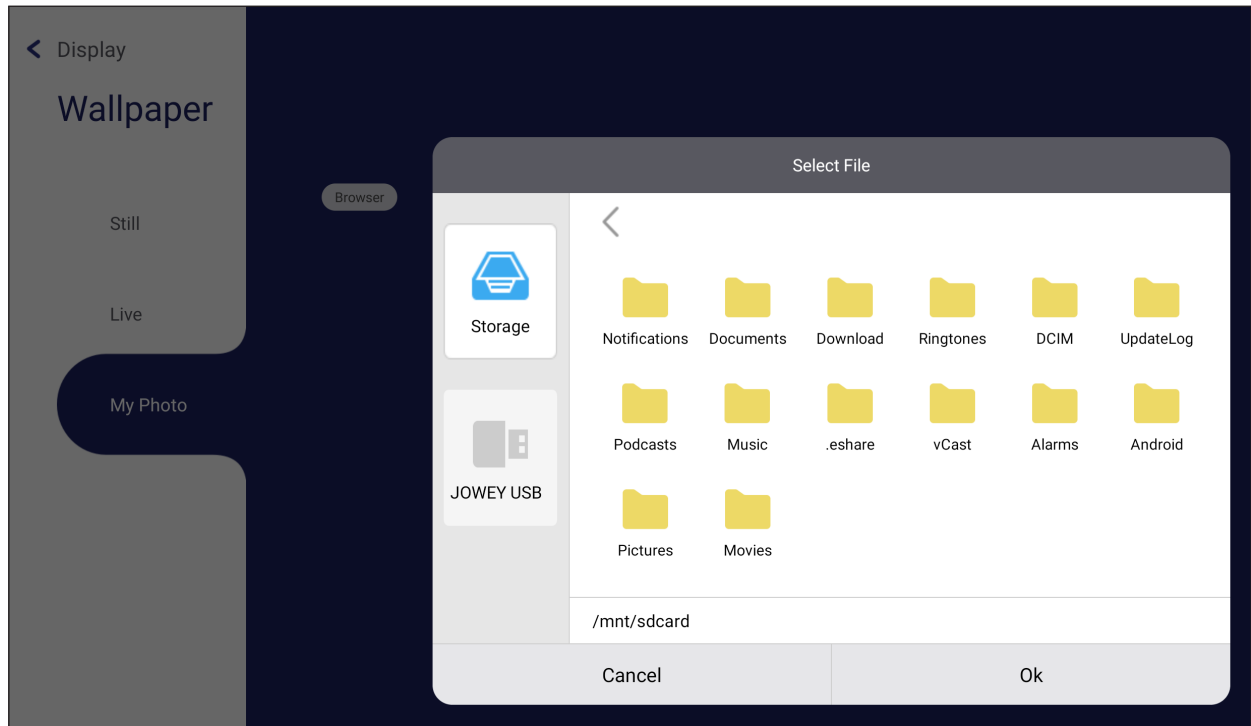 Display
Wallpaper
Still
Live
My Photo
Browser
Select File
Storage
JOWEY USB
Notifications Documents Download Ringtones DCIM UpdateLog
Podcasts Music .eshare vCast Alarms Android
Pictures Movies
/mnt/sdcard
Cancel Ok